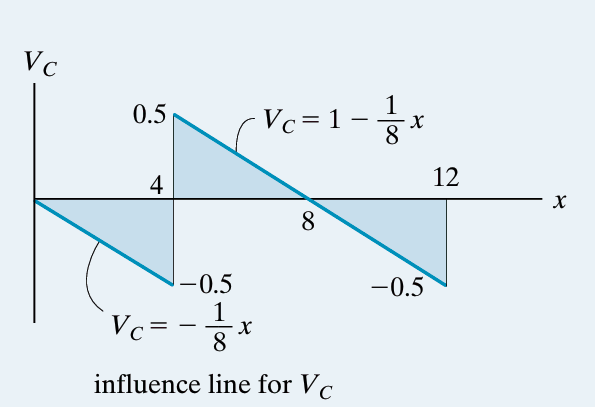 V_C
0.5
V_C = 1 − 1/8 x
4
12
x
8
−0.5
−0.5
V_C = − 1/8 x
influence line for V_C